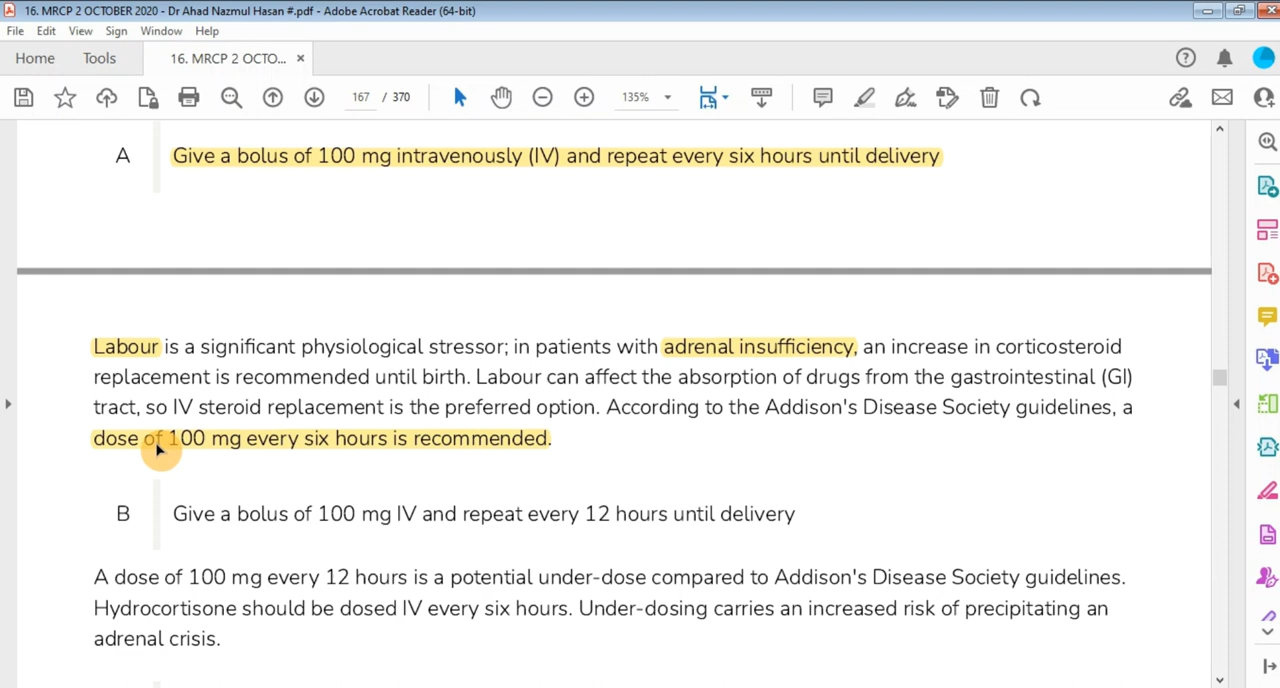 16. MRCP 2 OCTOBER 2020 - Dr Ahad Nazmul Hasan #.pdf - Adobe Acrobat Reader (64-bit)
File Edit View Sign Window Help
Home Tools 16. MRCP 2 OCTO... ×
167 / 370 135%
A Give a bolus of 100 mg intravenously (IV) and repeat every six hours until delivery
Labour is a significant physiological stressor; in patients with adrenal insufficiency, an increase in corticosteroid
replacement is recommended until birth. Labour can affect the absorption of drugs from the gastrointestinal (GI)
tract, so IV steroid replacement is the preferred option. According to the Addison's Disease Society guidelines, a
dose of 100 mg every six hours is recommended.
B Give a bolus of 100 mg IV and repeat every 12 hours until delivery
A dose of 100 mg every 12 hours is a potential under-dose compared to Addison's Disease Society guidelines.
Hydrocortisone should be dosed IV every six hours. Under-dosing carries an increased risk of precipitating an
adrenal crisis.